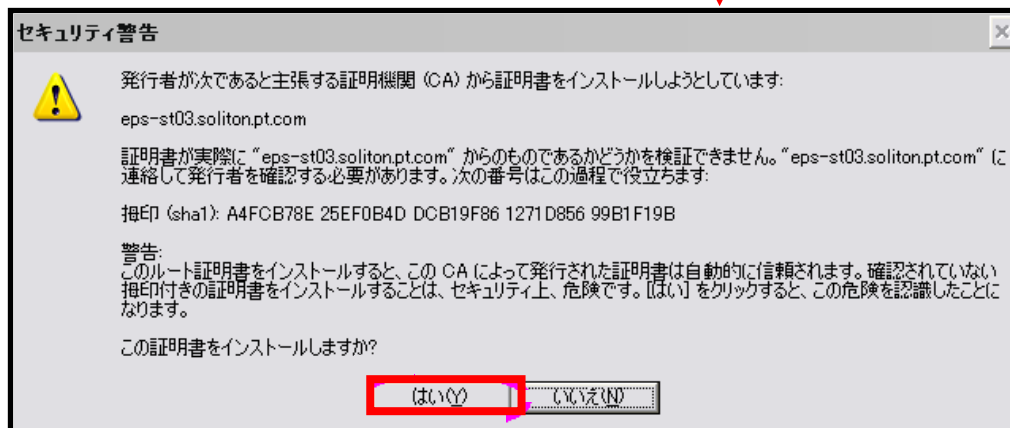 セキュリティ警告
発行者が次であると主張する証明機関 (CA) から証明書をインストールしようとしています:
eps-st03.soliton.pt.com
証明書が実際に "eps-st03.soliton.pt.com" からのものであるかどうかを検証できません。"eps-st03.soliton.pt.com" に
連絡して発行者を確認する必要があります。次の番号はこの過程で役立ちます:
拇印 (sha1): A4FCB78E 25EF0B4D DCB19F86 1271D856 99B1F19B
警告:
このルート証明書をインストールすると、この CA によって発行された証明書は自動的に信頼されます。確認されていない
拇印付きの証明書をインストールすることは、セキュリティ上、危険です。[はい] をクリックすると、この危険を認識したことに
なります。
この証明書をインストールしますか?
はい(Y) いいえ(N)